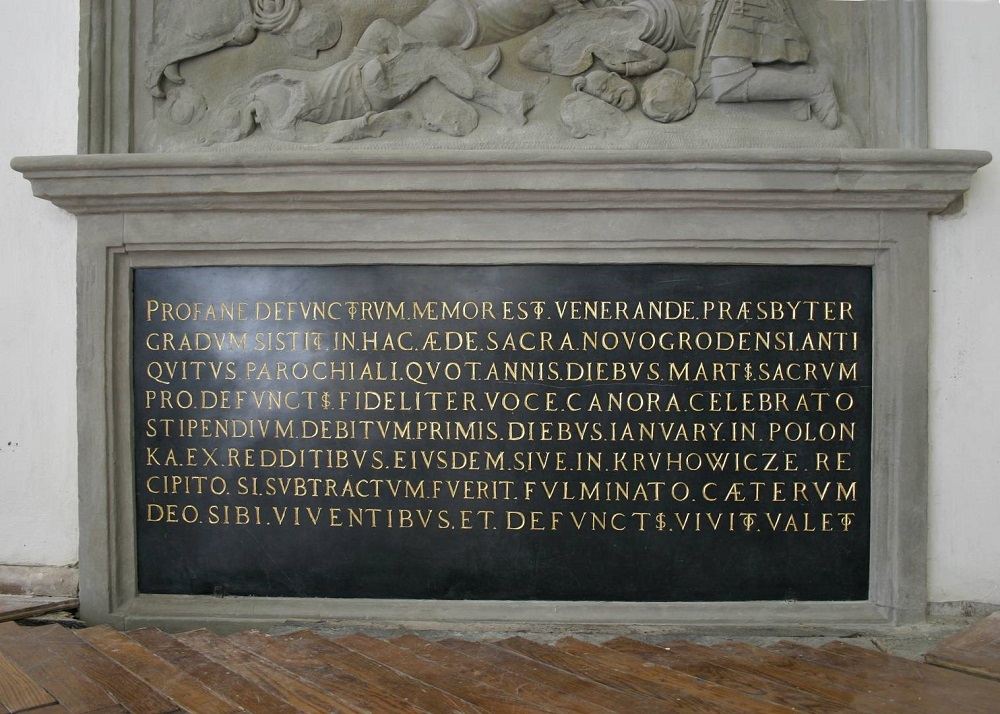 PROFANE DEFVNCTRVM.MÆMOR EST.VENERANDE.PRÆSBYTER
GRADVM SISTIT.IN.HAC.ÆDE.SACRA.NOVOGRODENSI.ANTI
QVITVS.PAROCHIALI.QVOT.ANNIS.DIEBVS.MARTIS.SACRVM
PRO.DEFVNCTIS.FIDELITER.VOCE.CANORA.CELEBRATO
STIPENDIVM.DEBITVM.PRIMIS.DIEBVS.IANVARY.IN.POLON
KA.EX.REDDITIBVS.EIVSDEM.SIVE.IN.KRVHOWICZE.RE
CIPITO.SI.SVBTRACTVM.FVERIT.FVLMINATO.CÆTERVM
DEO.SIBI.VIVENTIBVS.ET.DEFVNCTIS.VIVIT.VALET